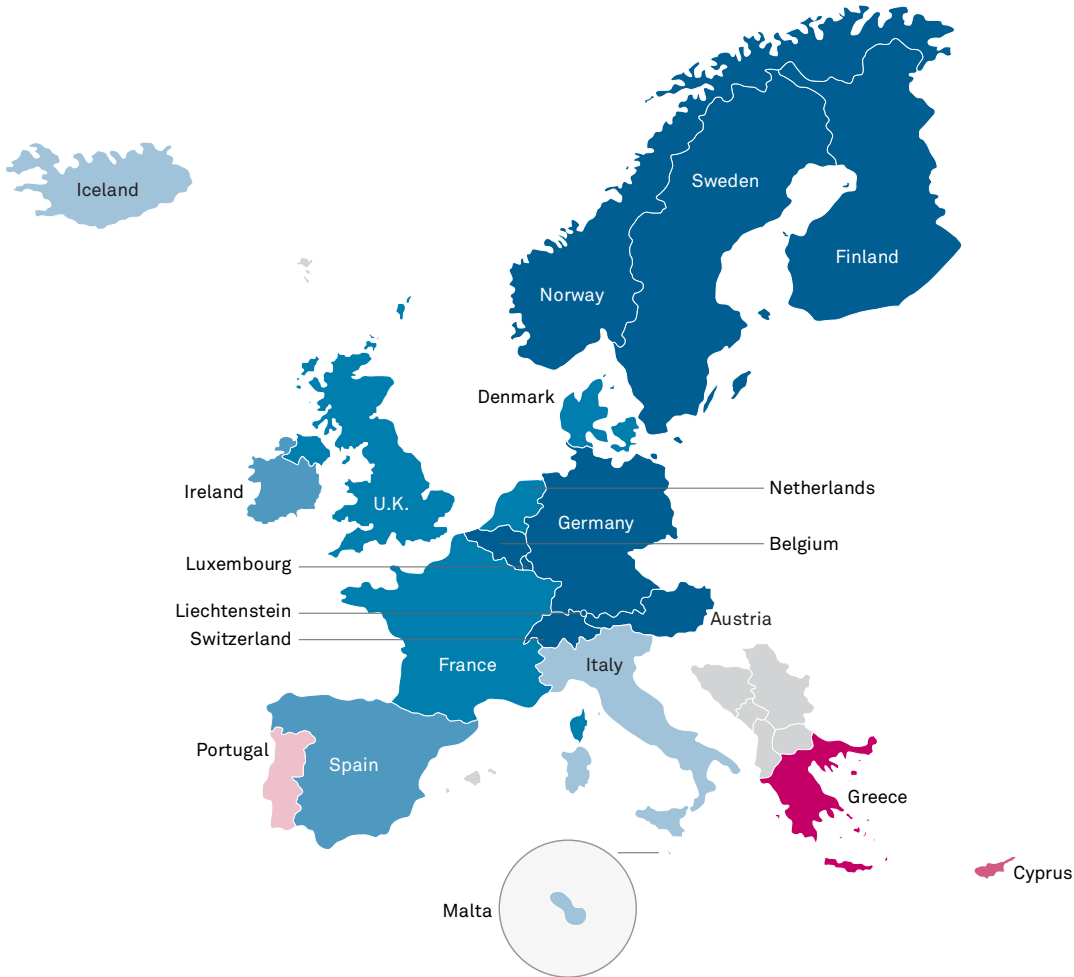 Iceland
Sweden
Finland
Norway
Denmark
Ireland
U.K.
Netherlands
Germany
Belgium
Luxembourg
Liechtenstein
Austria
Switzerland
France
Italy
Portugal
Spain
Greece
Cyprus
Malta